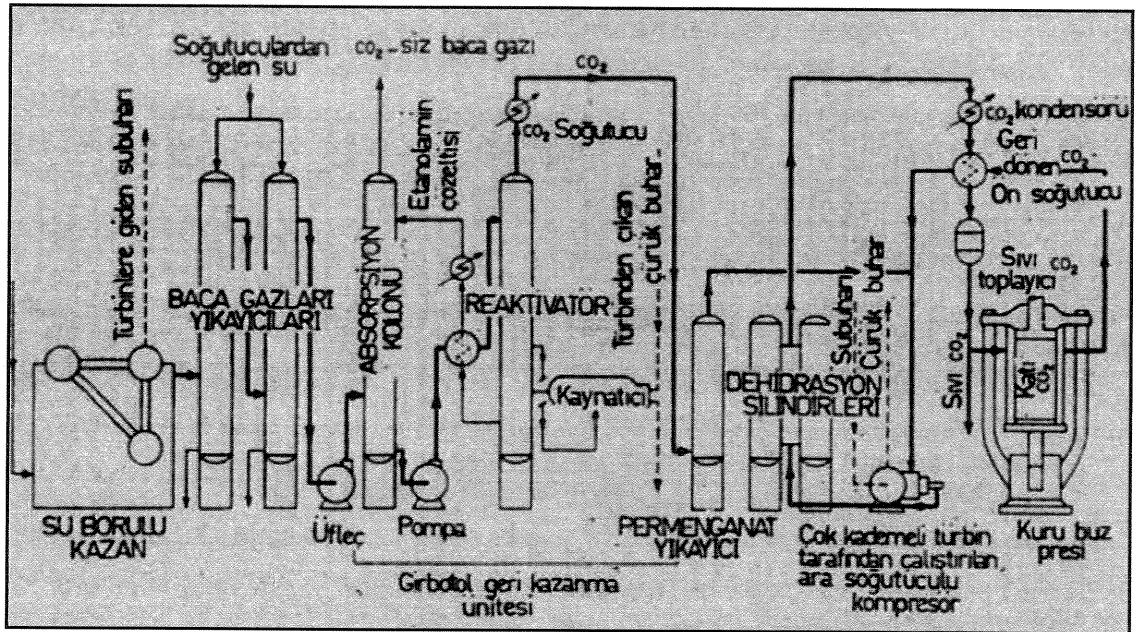 Soğutuculardan
gelen su
CO₂-siz baca gazı
CO₂
CO₂ Soğutucu
CO₂ kondensoru
Geri
dönen CO₂
Ön soğutucu
Sıvı
toplayıcı CO₂
Türbinlere giden subuharı
Etanolamin
çözeltisi
Türbinden çıkan
çürük buhar
Subuharı
Çürük buhar
BACA GAZLARI
YIKAYICILARI
ABSORPSİYON
KOLONU
REAKTİVATÖR
Kaynatıcı
DEHİDRASYON
SİLİNDİRLERİ
Sıvı CO₂
Katı
CO₂
SU BORULU
KAZAN
Üfleç
Pompa
PERMENGANAT
YIKAYICI
Çok kademeli türbin
tarafından çalıştırılan
ara soğutuculu
kompresör
Kuru buz
presi
Girbotol geri kazanma
ünitesi